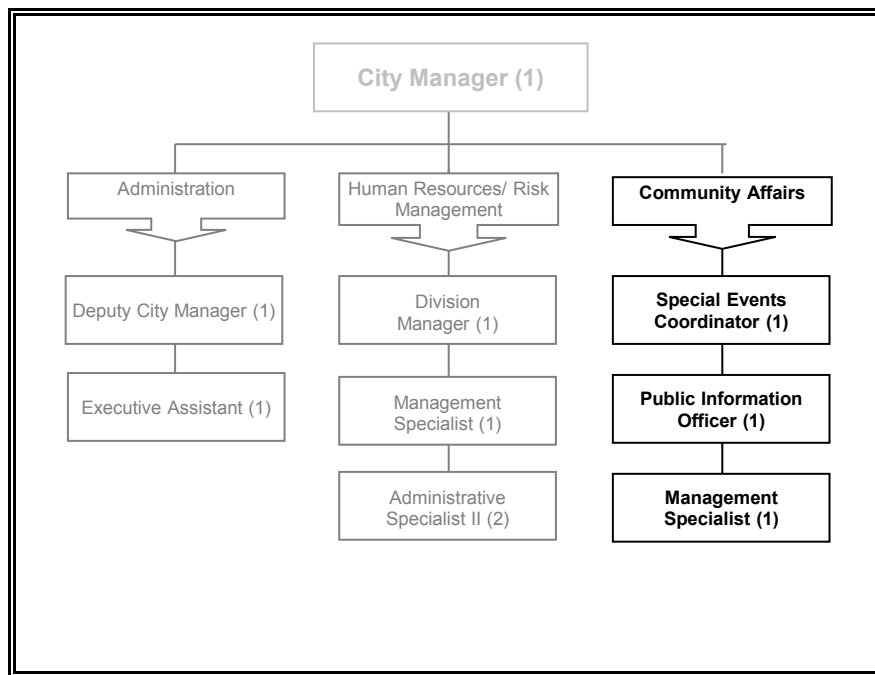 City Manager (1)
Administration
Deputy City Manager (1)
Executive Assistant (1)
Human Resources/ Risk
Management
Division
Manager (1)
Management
Specialist (1)
Administrative
Specialist II (2)
Community Affairs
Special Events
Coordinator (1)
Public Information
Officer (1)
Management
Specialist (1)